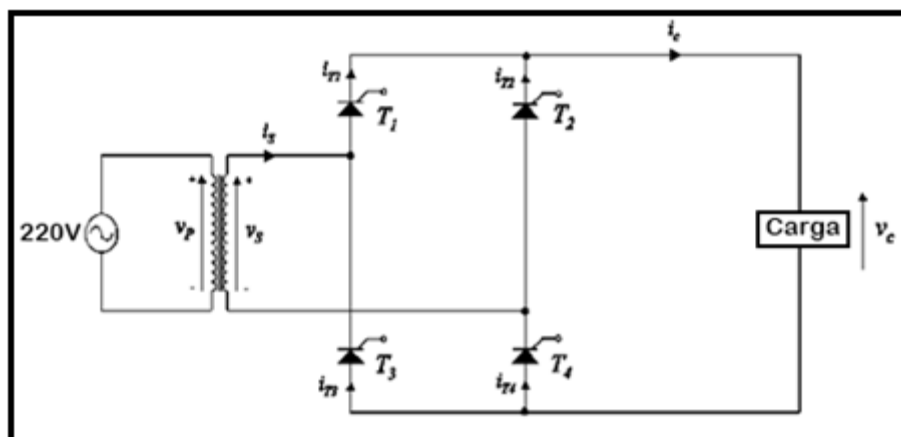 i_c
i_T1
i_T2
T_1
T_2
i_S
220V
v_P
v_S
Carga
v_c
T_3
T_4
i_T3
i_T4